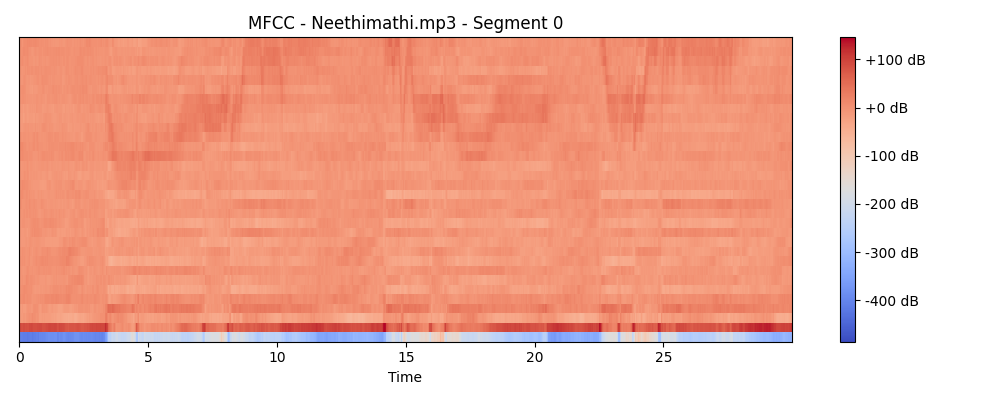 MFCC - Neethimathi.mp3 - Segment 0
+100 dB
+0 dB
-100 dB
-200 dB
-300 dB
-400 dB
0 5 10 15 20 25
Time